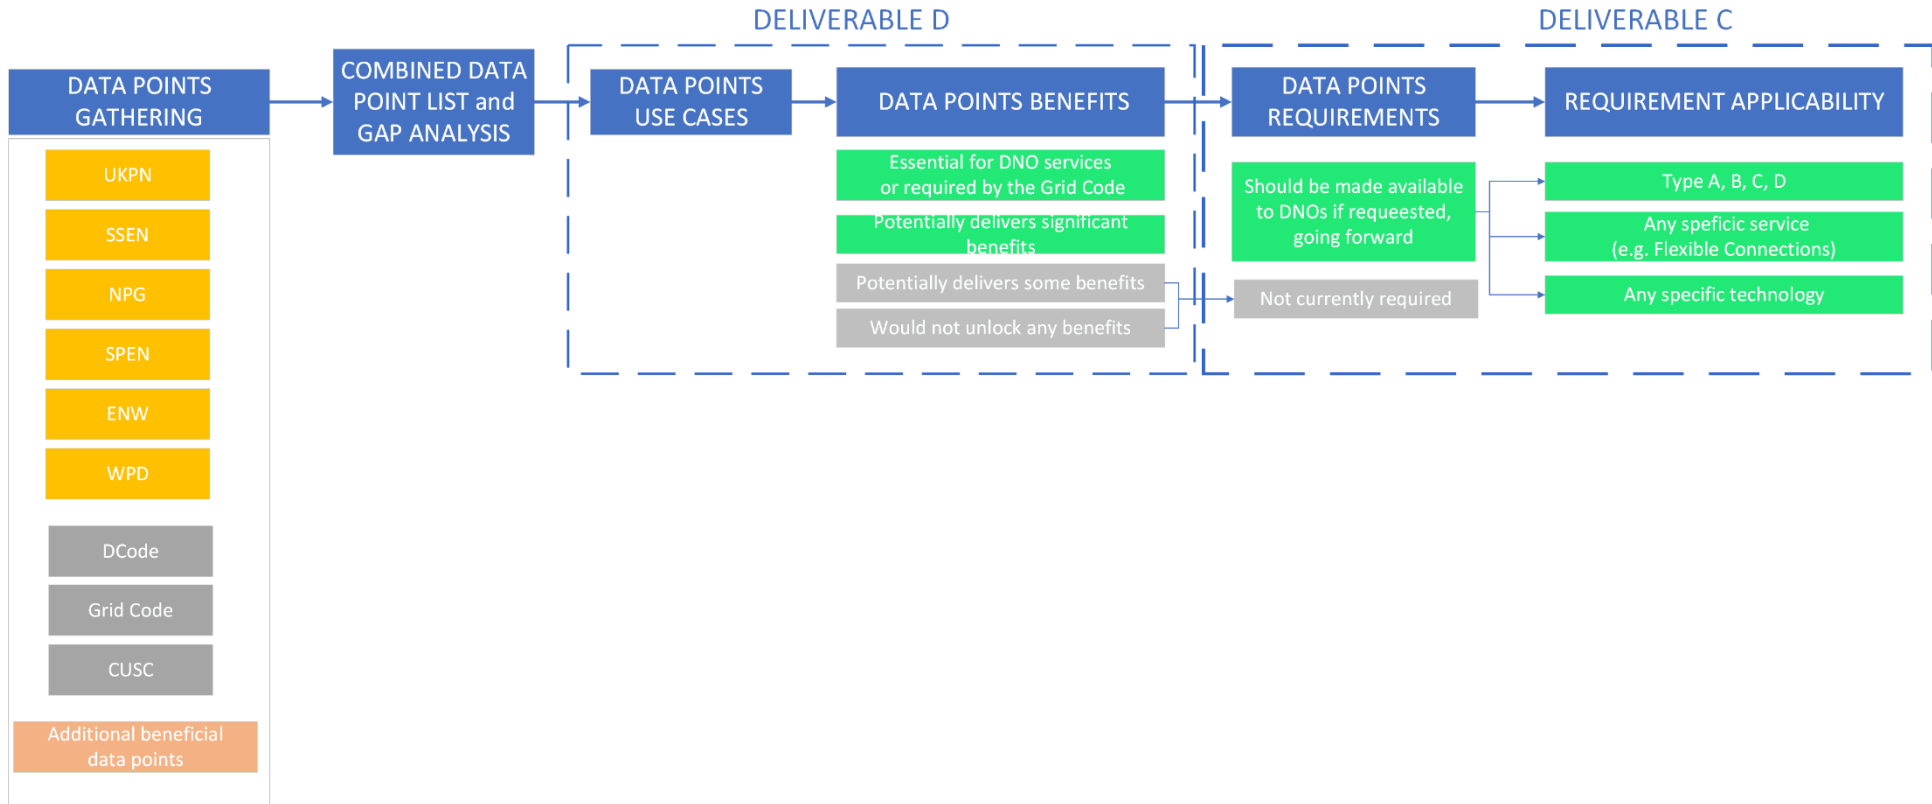 DELIVERABLE D
DELIVERABLE C
DATA POINTS
GATHERING
COMBINED DATA
POINT LIST and
GAP ANALYSIS
DATA POINTS
USE CASES
DATA POINTS BENEFITS
DATA POINTS
REQUIREMENTS
REQUIREMENT APPLICABILITY
UKPN
SSEN
NPG
SPEN
ENW
WPD
DCode
Grid Code
CUSC
Additional beneficial
data points
Essential for DNO services
or required by the Grid Code
Potentially delivers significant
benefits
Potentially delivers some benefits
Would not unlock any benefits
Should be made available
to DNOs if requeested,
going forward
Not currently required
Type A, B, C, D
Any speficic service
(e.g. Flexible Connections)
Any specific technology